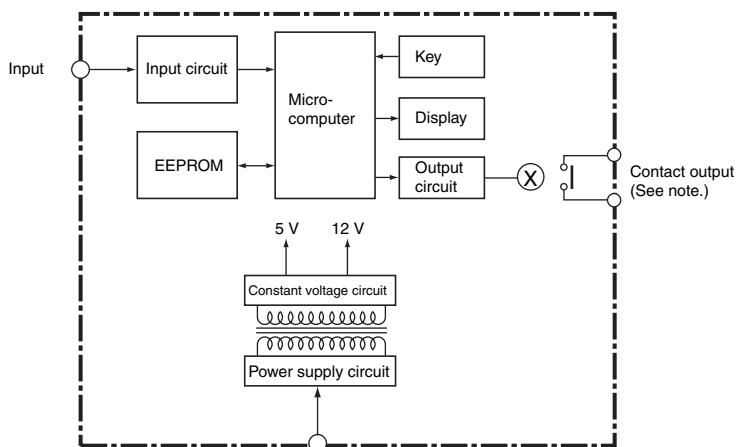 Input
Input circuit
Micro-
computer
Key
Display
EEPROM
Output
circuit
X
Contact output
(See note.)
5 V
12 V
Constant voltage circuit
Power supply circuit